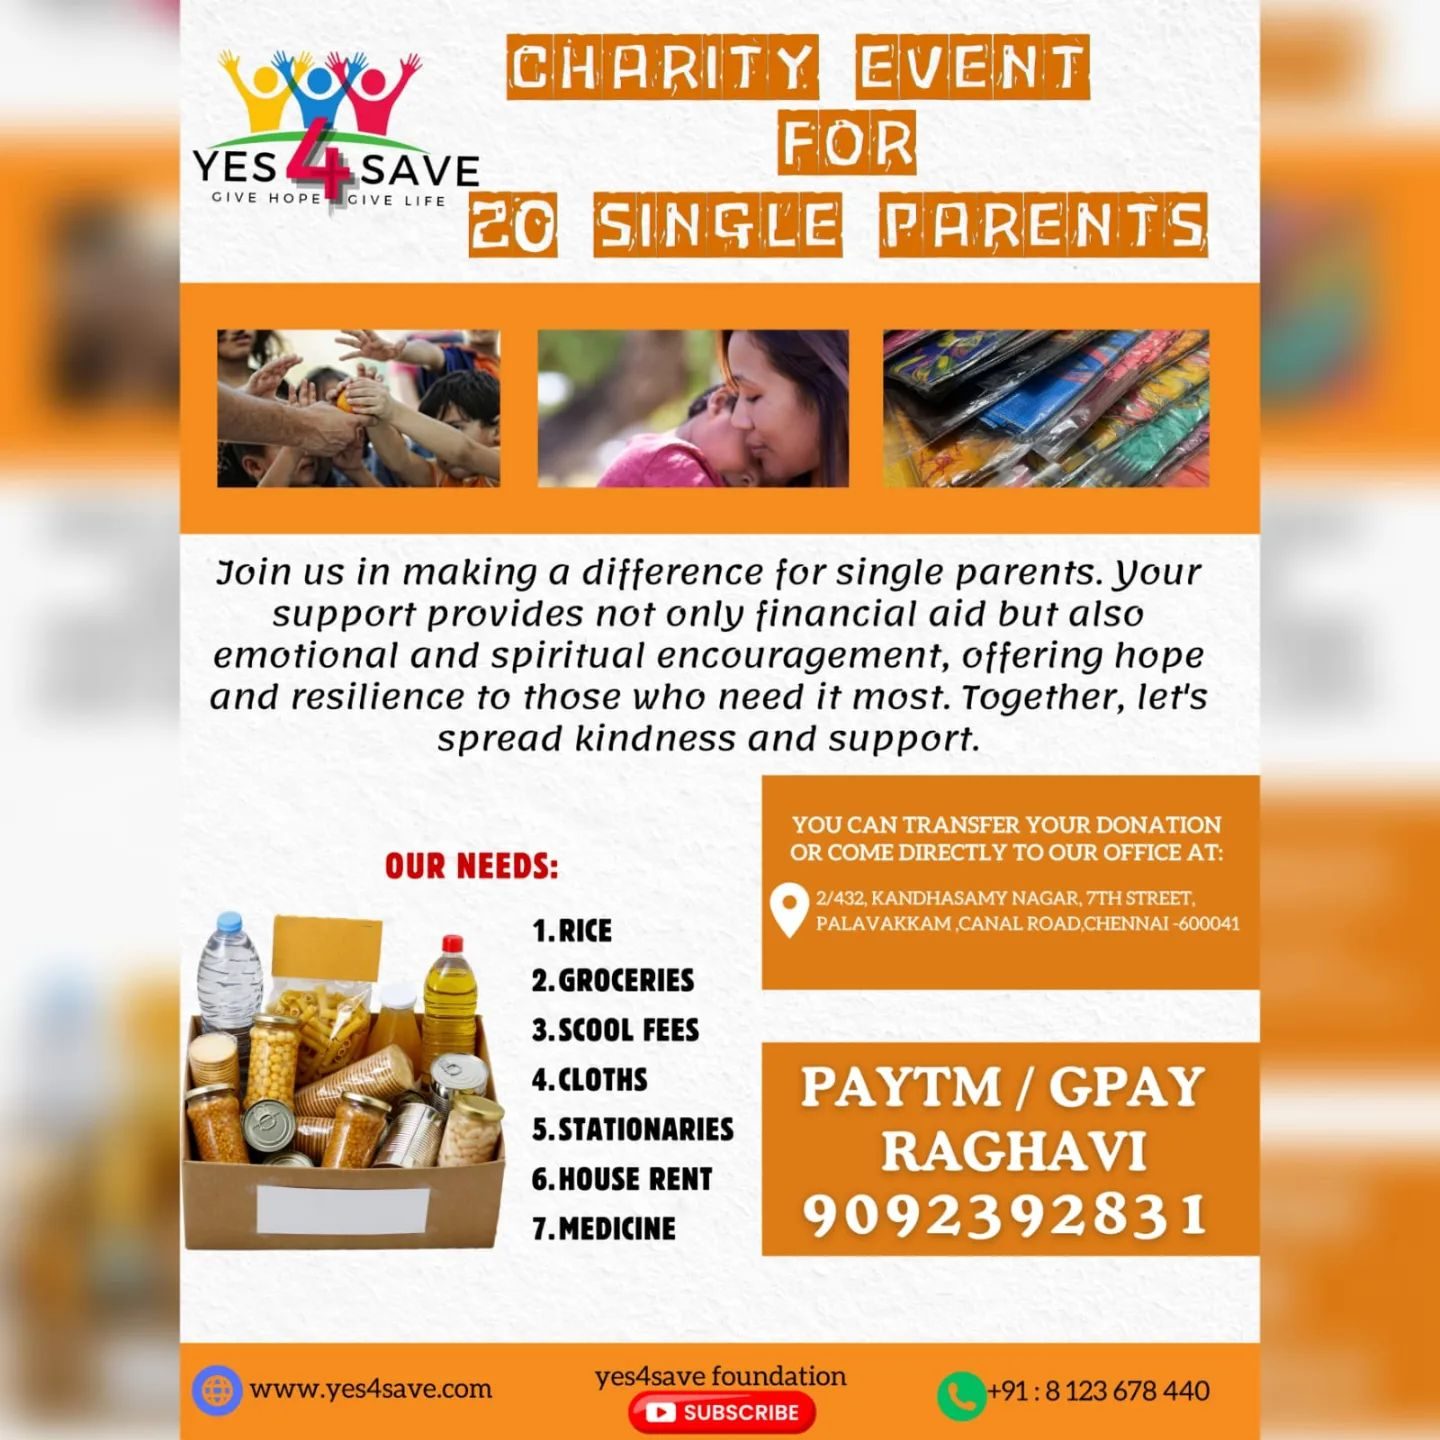 YES 4 SAVE
GIVE HOPE GIVE LIFE
CHARITY EVENT
FOR
20 SINGLE PARENTS
Join us in making a difference for single parents. Your
support provides not only financial aid but also
emotional and spiritual encouragement, offering hope
and resilience to those who need it most. Together, let's
spread kindness and support.
OUR NEEDS:
1. RICE
2. GROCERIES
3. SCOOL FEES
4. CLOTHS
5. STATIONARIES
6. HOUSE RENT
7. MEDICINE
YOU CAN TRANSFER YOUR DONATION
OR COME DIRECTLY TO OUR OFFICE AT:
2/432, KANDHASAMY NAGAR, 7TH STREET,
PALAVAKKAM ,CANAL ROAD,CHENNAI -600041
PAYTM / GPAY
RAGHAVI
9092392831
www.yes4save.com
yes4save foundation
SUBSCRIBE
+91 : 8 123 678 440